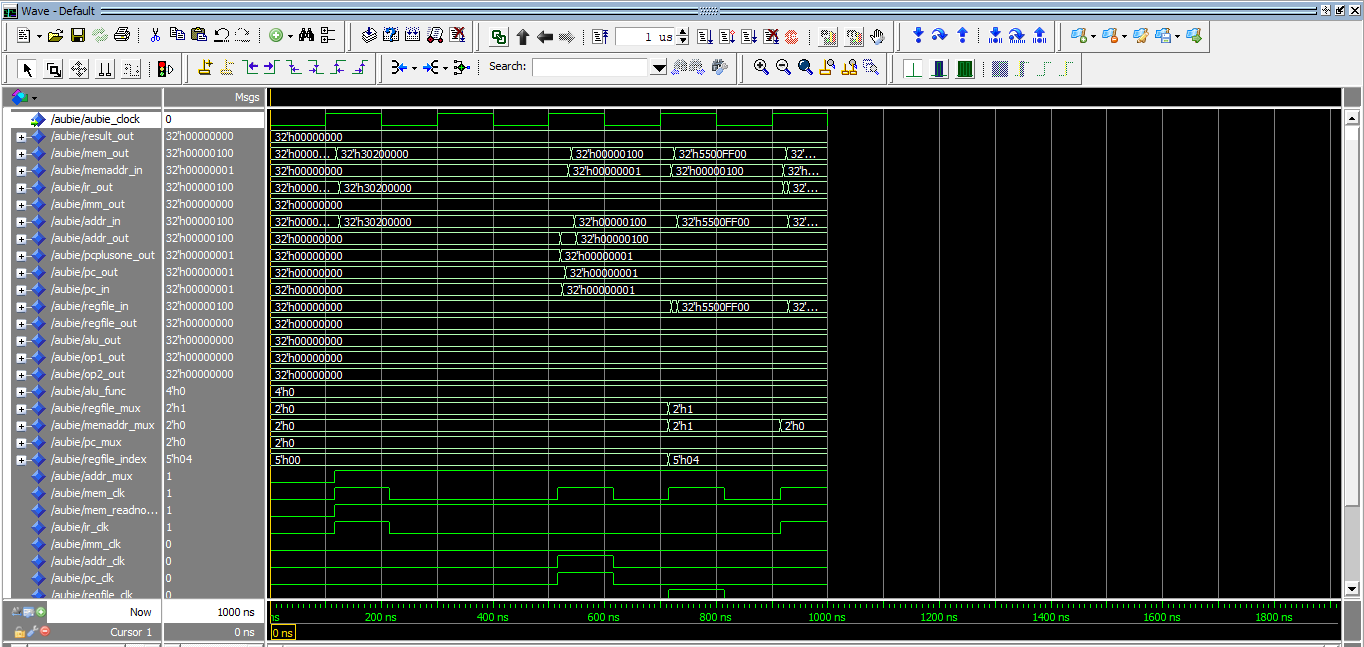 Wave - Default
1 us
Search:
Msgs
/aubie/aubie_clock 0
/aubie/result_out 32'h00000000 32'h00000000
/aubie/mem_out 32'h00000100 32'h0000... 32'h30200000 32'h00000100 32'h5500FF00 32'...
/aubie/memaddr_in 32'h00000001 32'h00000000 32'h00000001 32'h00000100 32'h...
/aubie/ir_out 32'h00000100 32'h0000... 32'h30200000 32'...
/aubie/imm_out 32'h00000000 32'h00000000
/aubie/addr_in 32'h00000100 32'h0000... 32'h30200000 32'h00000100 32'h5500FF00 32'...
/aubie/addr_out 32'h00000100 32'h00000000 32'h00000100
/aubie/pcplusone_out 32'h00000001 32'h00000000 32'h00000001
/aubie/pc_out 32'h00000001 32'h00000000 32'h00000001
/aubie/pc_in 32'h00000001 32'h00000000 32'h00000001
/aubie/regfile_in 32'h00000100 32'h00000000 32'h5500FF00 32'...
/aubie/regfile_out 32'h00000000 32'h00000000
/aubie/alu_out 32'h00000000 32'h00000000
/aubie/op1_out 32'h00000000 32'h00000000
/aubie/op2_out 32'h00000000 32'h00000000
/aubie/alu_func 4'h0 4'h0
/aubie/regfile_mux 2'h1 2'h0 2'h1
/aubie/memaddr_mux 2'h0 2'h0 2'h1 2'h0
/aubie/pc_mux 2'h0 2'h0
/aubie/regfile_index 5'h04 5'h00 5'h04
/aubie/addr_mux 1
/aubie/mem_clk 1
/aubie/mem_readno... 1
/aubie/ir_clk 1
/aubie/imm_clk 0
/aubie/addr_clk 0
/aubie/pc_clk 0
/aubie/regfile_clk 0
Now 1000 ns ns 200 ns 400 ns 600 ns 800 ns 1000 ns 1200 ns 1400 ns 1600 ns 1800 ns
Cursor 1 0 ns 0 ns